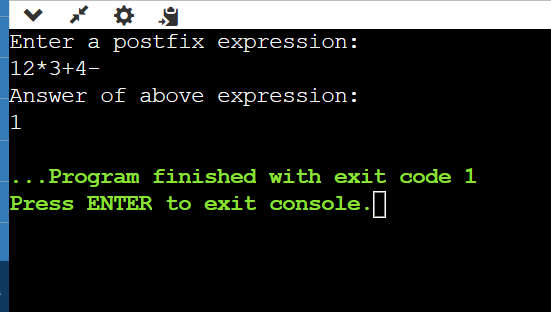 Enter a postfix expression:
12*3+4-
Answer of above expression:
1
...Program finished with exit code 1
Press ENTER to exit console.